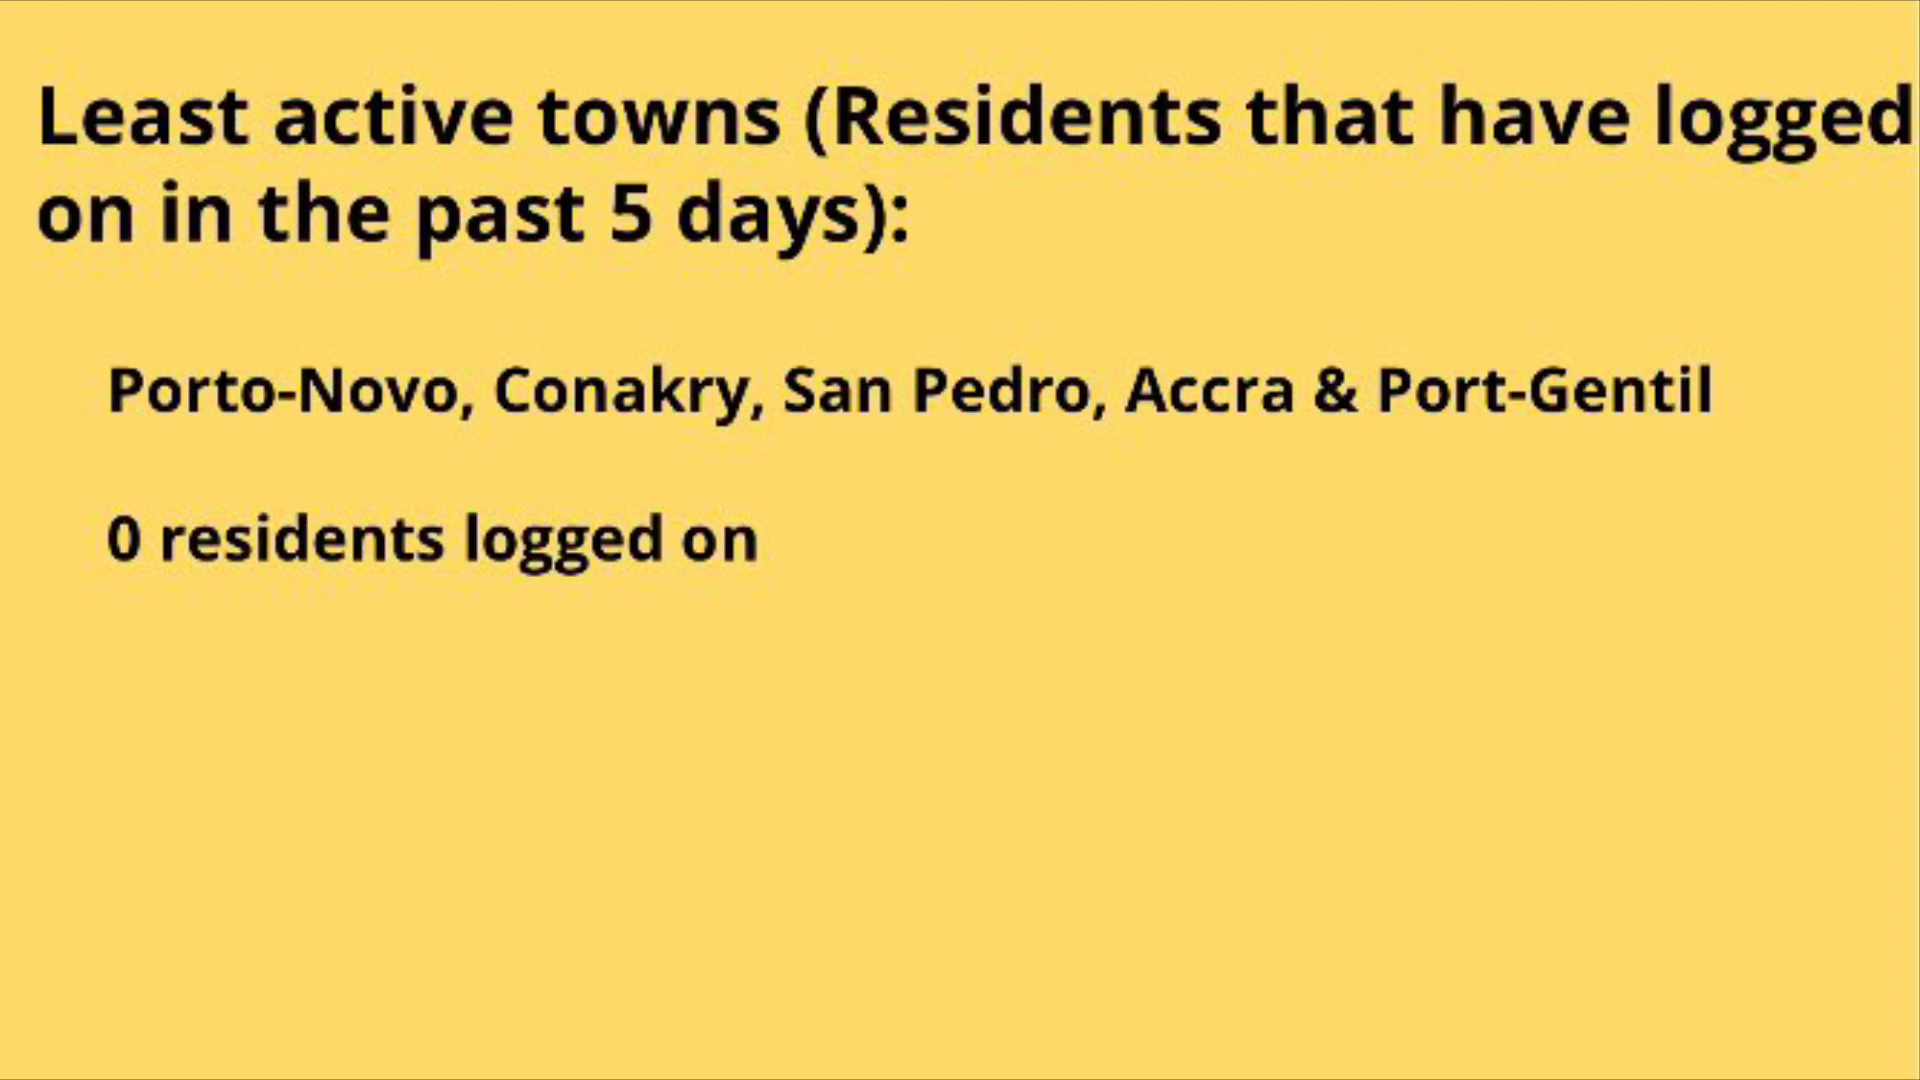 Least active towns (Residents that have logged
on in the past 5 days):
Porto-Novo, Conakry, San Pedro, Accra & Port-Gentil
0 residents logged on